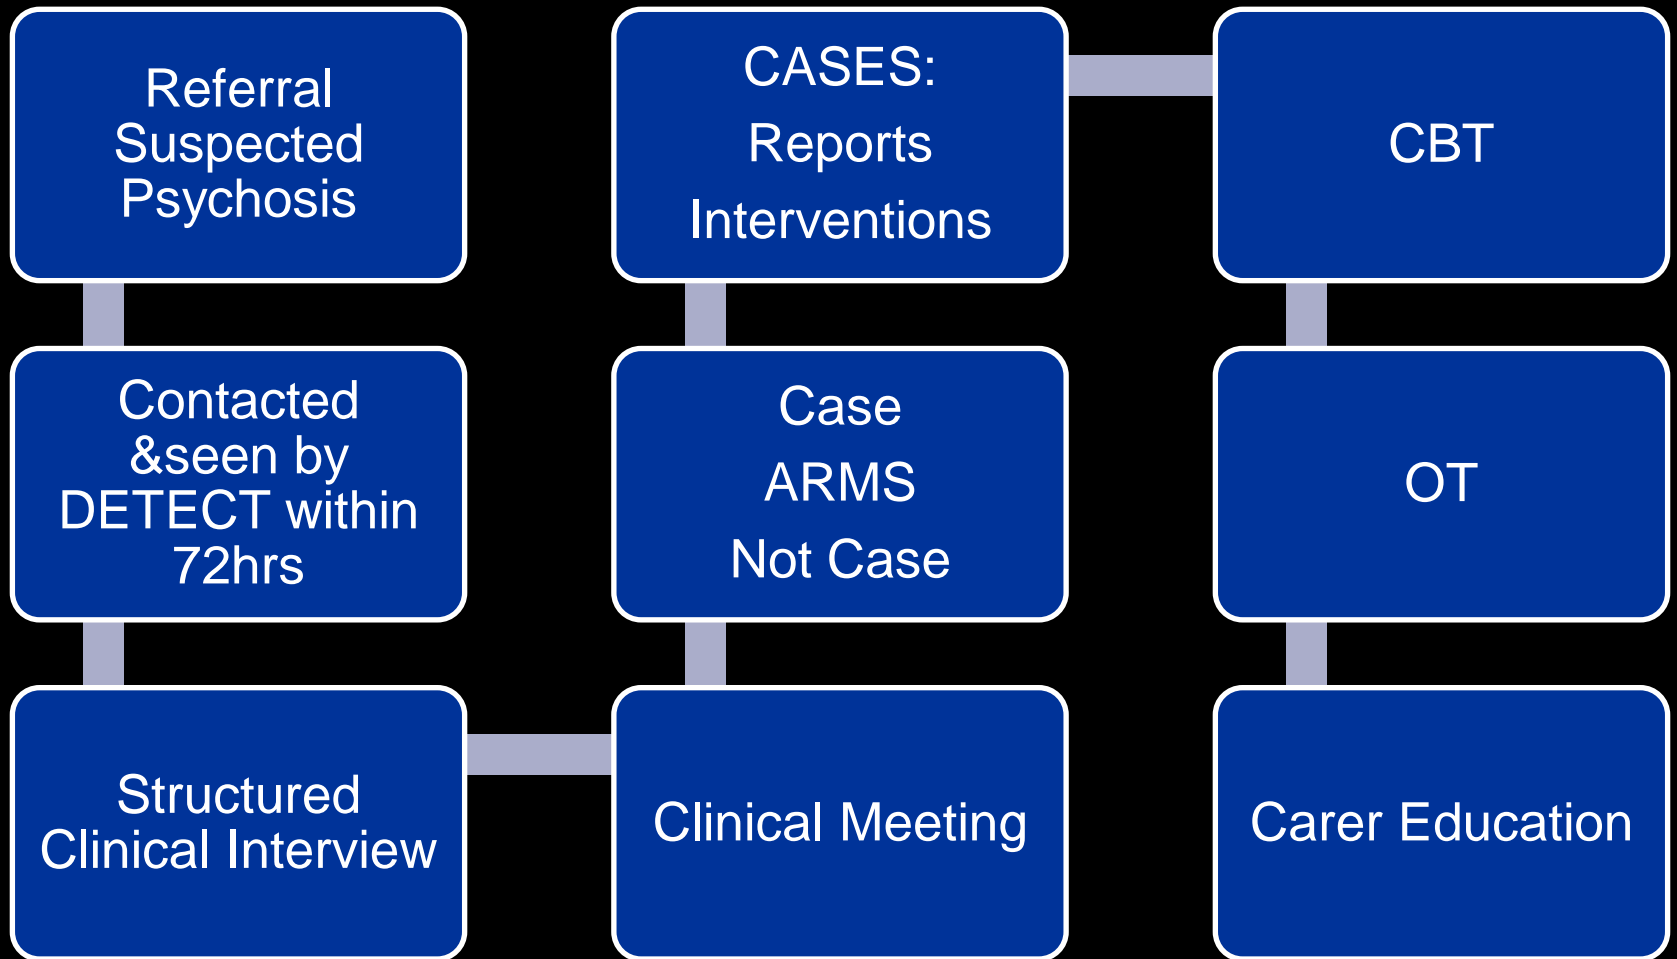 Referral
Suspected
Psychosis
Contacted
&seen by
DETECT within
72hrs
Structured
Clinical Interview
Clinical Meeting
Case
ARMS
Not Case
CASES:
Reports
Interventions
CBT
OT
Carer Education